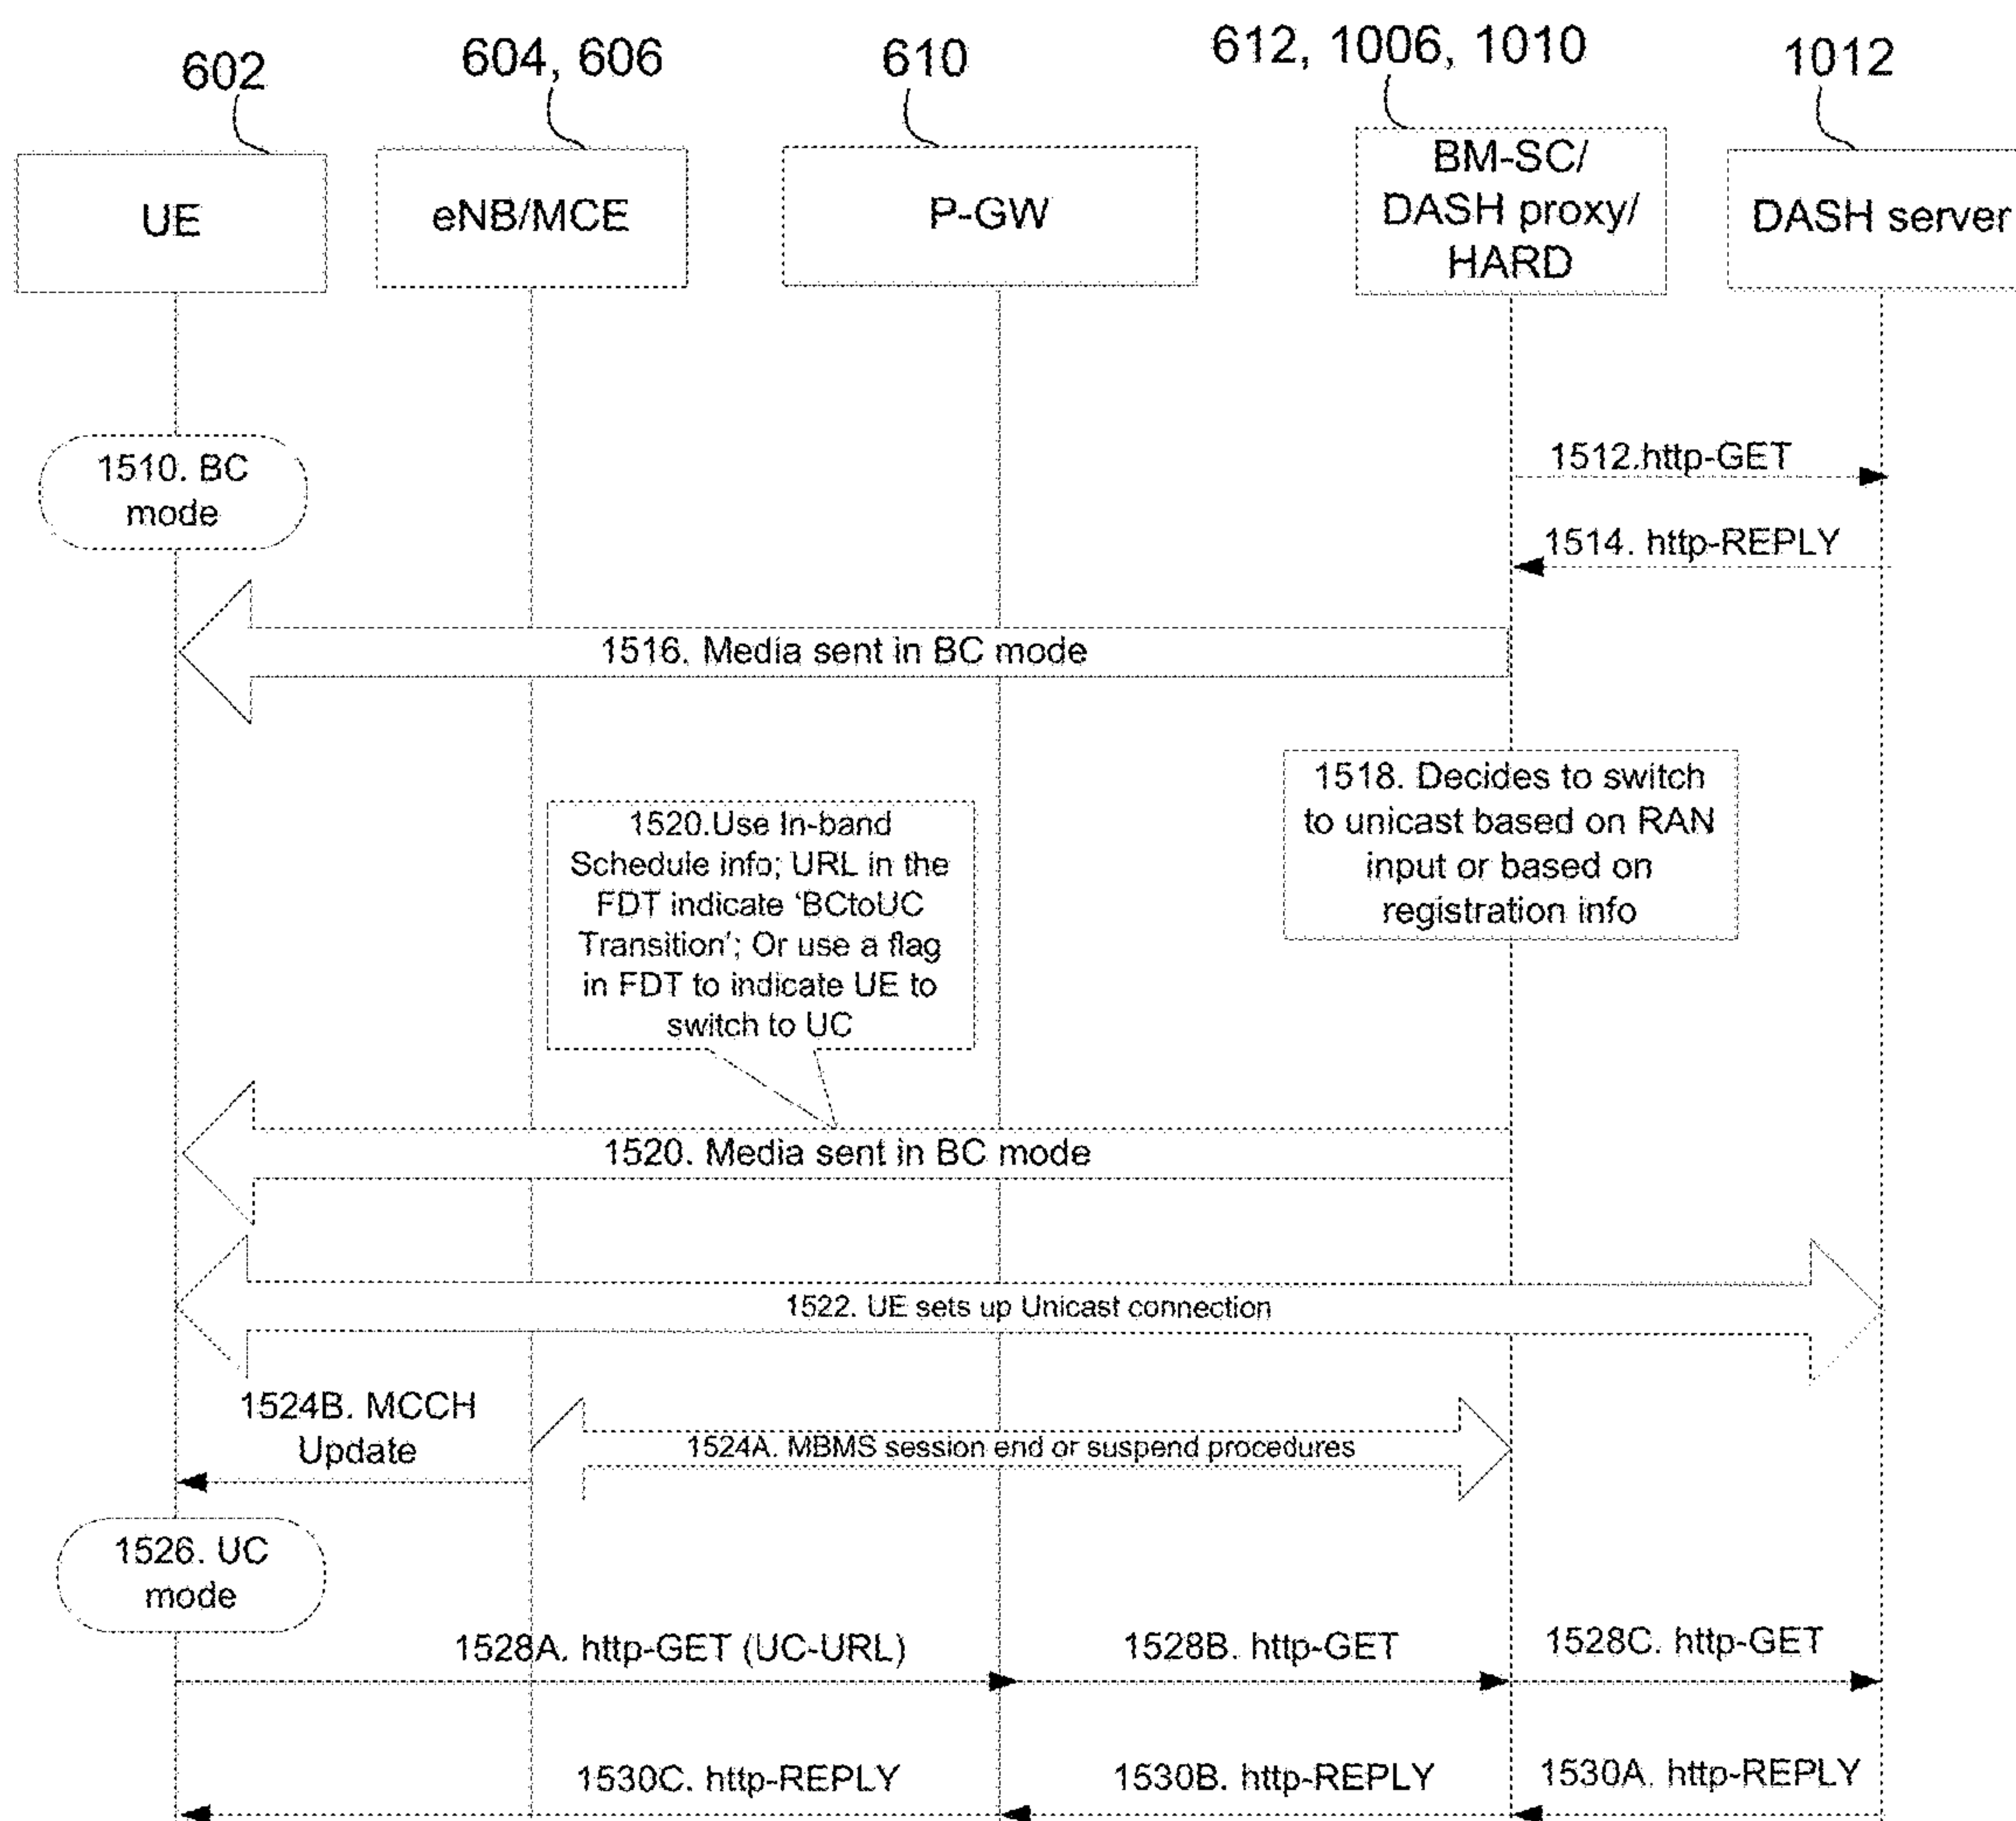 602
604, 606
610
612, 1006, 1010
1012
UE
eNB/MCE
P-GW
BM-SC/
DASH proxy/
HARD
DASH server
1510. BC
mode
1512.http-GET
1514. http-REPLY
1516. Media sent in BC mode
1518. Decides to switch
to unicast based on RAN
input or based on
registration info
1520.Use In-band
Schedule info; URL in the
FDT indicate ‘BCtoUC
Transition’; Or use a flag
in FDT to indicate UE to
switch to UC
1520. Media sent in BC mode
1522. UE sets up Unicast connection
1524B. MCCH
Update
1524A. MBMS session end or suspend procedures
1526. UC
mode
1528A. http-GET (UC-URL)
1528B. http-GET
1528C. http-GET
1530C. http-REPLY
1530B. http-REPLY
1530A. http-REPLY